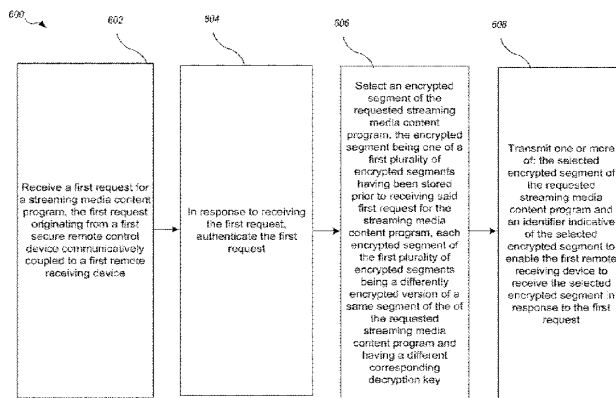 600
602
604
606
608
Receive a first request for
a streaming media content
program, the first request
originating from a first
secure remote control
device communicatively
coupled to a first remote
receiving device
In response to receiving
the first request,
authenticate the first
request
Select an encrypted
segment of the
requested streaming
media content
program, the encrypted
segment being one of a
first plurality of
encrypted segments
having been stored
prior to receiving said
first request for the
streaming media
content program, each
encrypted segment of
the first plurality of
encrypted segments
being a differently
encrypted version of a
same segment of the of
the requested
streaming media
content program and
having a different
corresponding
decryption key
Transmit one or more
of: the selected
encrypted segment of
the requested
streaming media
content program and
an identifier indicative
of the selected
encrypted segment to
enable the first remote
receiving device to
receive the selected
encrypted segment in
response to the first
request